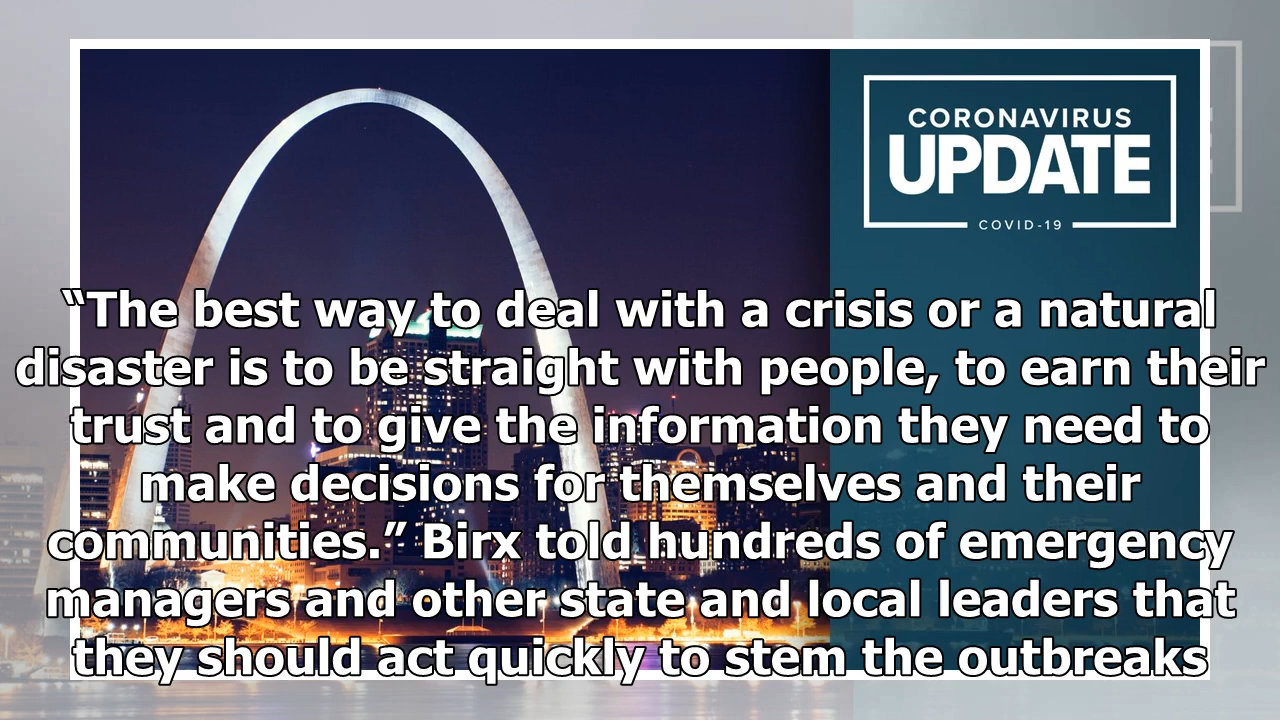 CORONAVIRUS
UPDATE
COVID-19
“The best way to deal with a crisis or a natural
disaster is to be straight with people, to earn their
trust and to give the information they need to
make decisions for themselves and their
communities.” Birx told hundreds of emergency
managers and other state and local leaders that
they should act quickly to stem the outbreaks